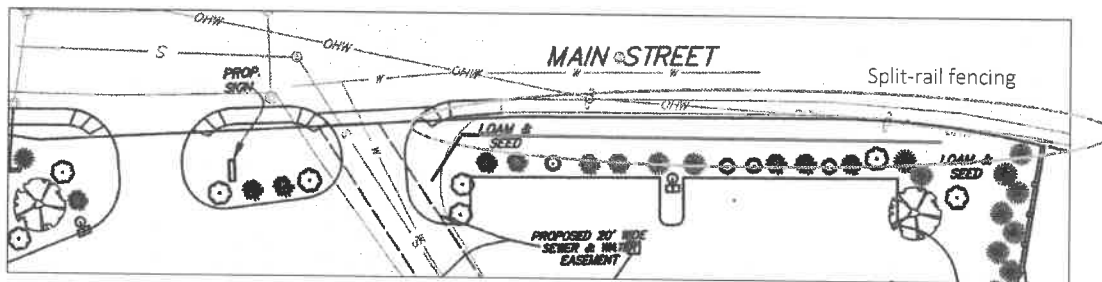 OHW
OHW
S
MAIN STREET
OHW
W
W
W
W
PROP.
SIGN
Split-rail fencing
OHW
S
W
LOAM &
SEED
LOAM &
SEED
PROPOSED 20' WIDE
SEWER & WATER
EASEMENT